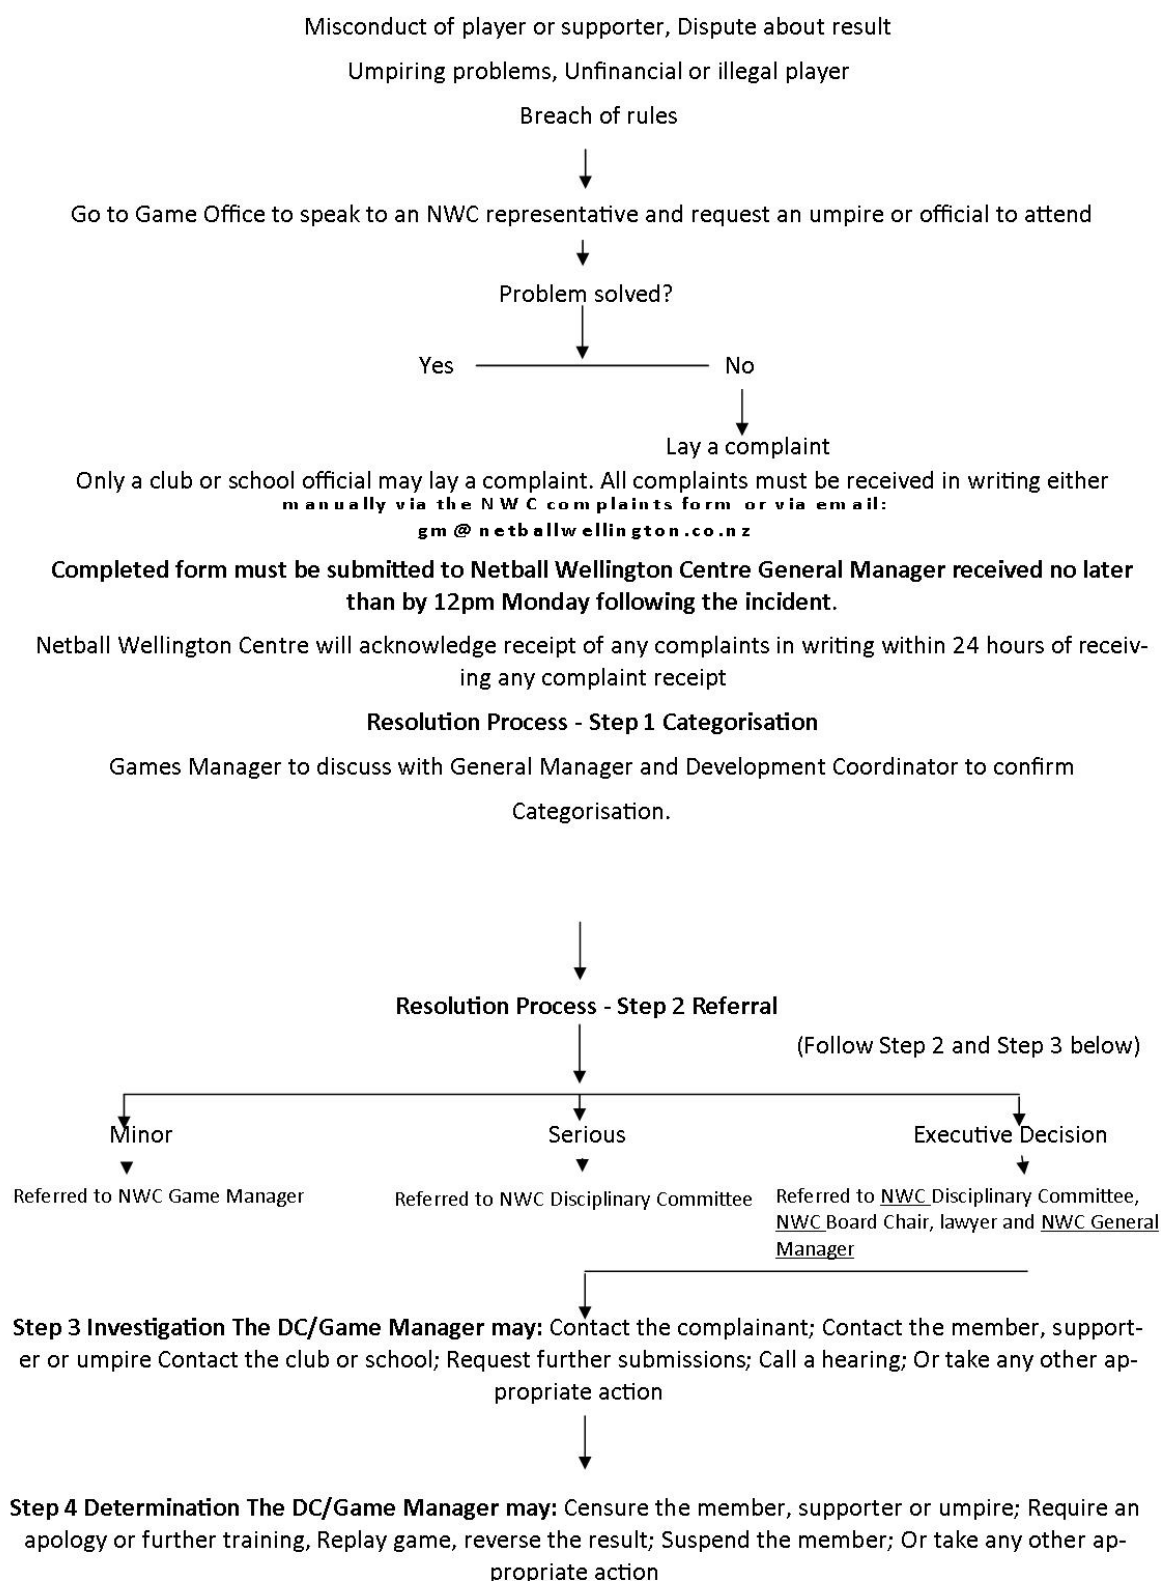 Misconduct of player or supporter, Dispute about result
Umpiring problems, Unfinancial or illegal player
Breach of rules
Go to Game Office to speak to an NWC representative and request an umpire or official to attend
Problem solved?
Yes No
Lay a complaint
Only a club or school official may lay a complaint. All complaints must be received in writing either
manually via the NWC complaints form or via email:
gm@netballwellington.co.nz
Completed form must be submitted to Netball Wellington Centre General Manager received no later
than by 12pm Monday following the incident.
Netball Wellington Centre will acknowledge receipt of any complaints in writing within 24 hours of receiv-
ing any complaint receipt
Resolution Process - Step 1 Categorisation
Games Manager to discuss with General Manager and Development Coordinator to confirm
Categorisation.
Resolution Process - Step 2 Referral
(Follow Step 2 and Step 3 below)
Minor
Serious
Executive Decision
Referred to NWC Game Manager
Referred to NWC Disciplinary Committee
Referred to NWC Disciplinary Committee,
NWC Board Chair, lawyer and NWC General
Manager
Step 3 Investigation The DC/Game Manager may: Contact the complainant; Contact the member, support-
er or umpire Contact the club or school; Request further submissions; Call a hearing; Or take any other ap-
propriate action
Step 4 Determination The DC/Game Manager may: Censure the member, supporter or umpire; Require an
apology or further training, Replay game, reverse the result; Suspend the member; Or take any other ap-
propriate action